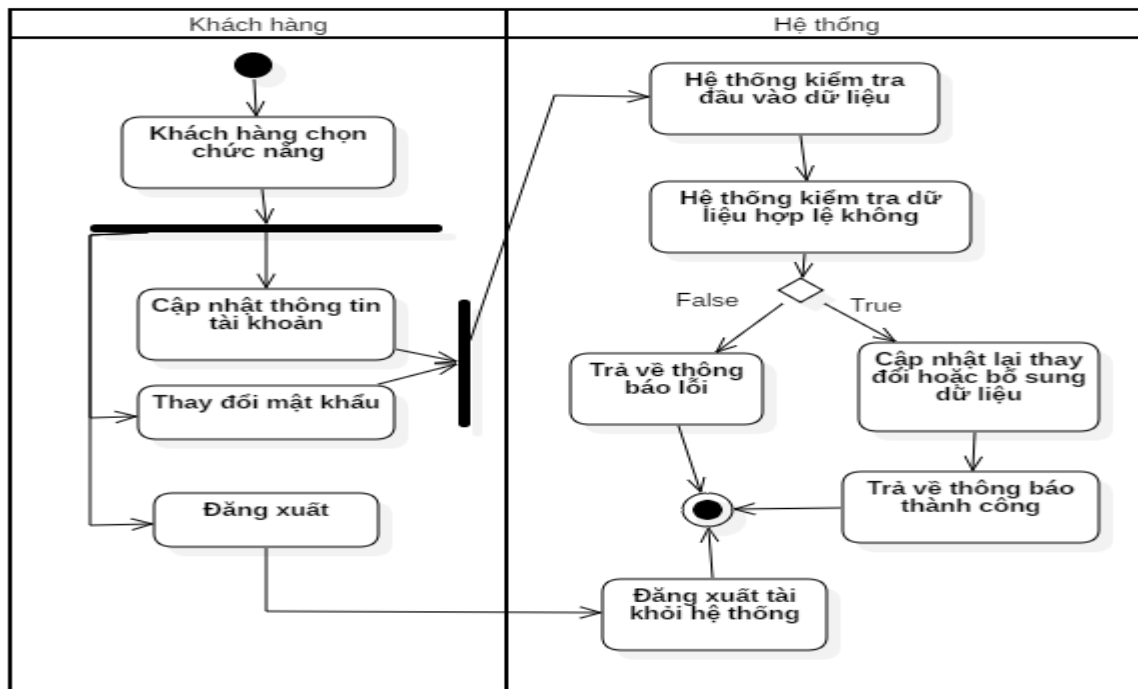 Khách hàng
Hệ thống
Khách hàng chọn
chức năng
Cập nhật thông tin
tài khoản
Thay đổi mật khẩu
Đăng xuất
Hệ thống kiểm tra
đầu vào dữ liệu
Hệ thống kiểm tra dữ
liệu hợp lệ không
False
True
Trả về thông
báo lỗi
Cập nhật lại thay
đổi hoặc bổ sung
dữ liệu
Trả về thông báo
thành công
Đăng xuất tài
khỏi hệ thống